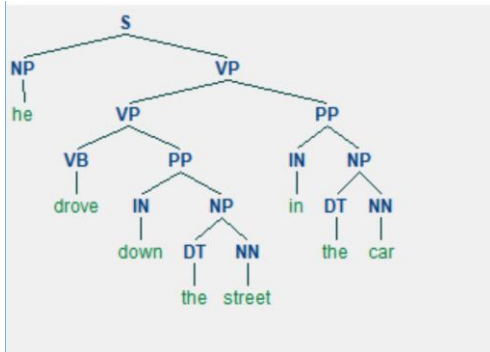 S
NP VP
he VP PP
VB PP IN NP
drove IN NP in DT NN
down DT NN the car
the street